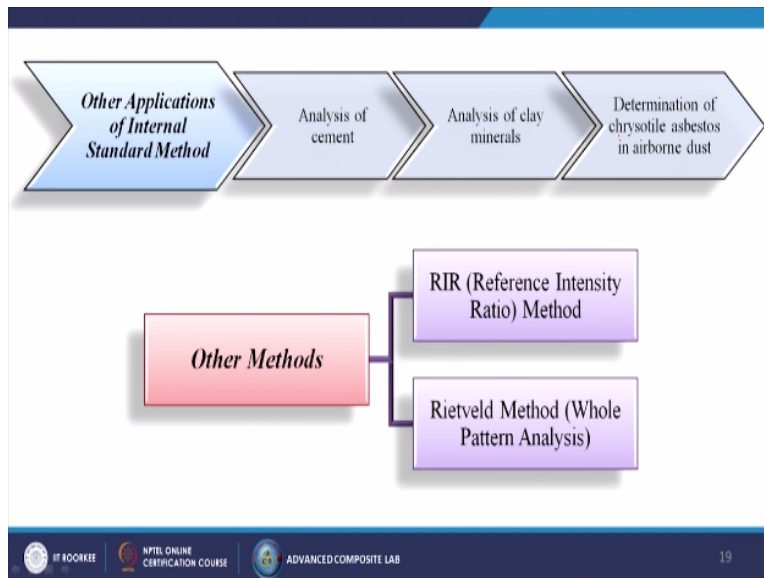 Other Applications
of Internal
Standard Method
Analysis of
cement
Analysis of clay
minerals
Determination of
chrysotile asbestos
in airborne dust
Other Methods
RIR (Reference Intensity
Ratio) Method
Rietveld Method (Whole
Pattern Analysis)
IIT ROORKEE
NPTEL ONLINE
CERTIFICATION COURSE
ADVANCED COMPOSITE LAB
19